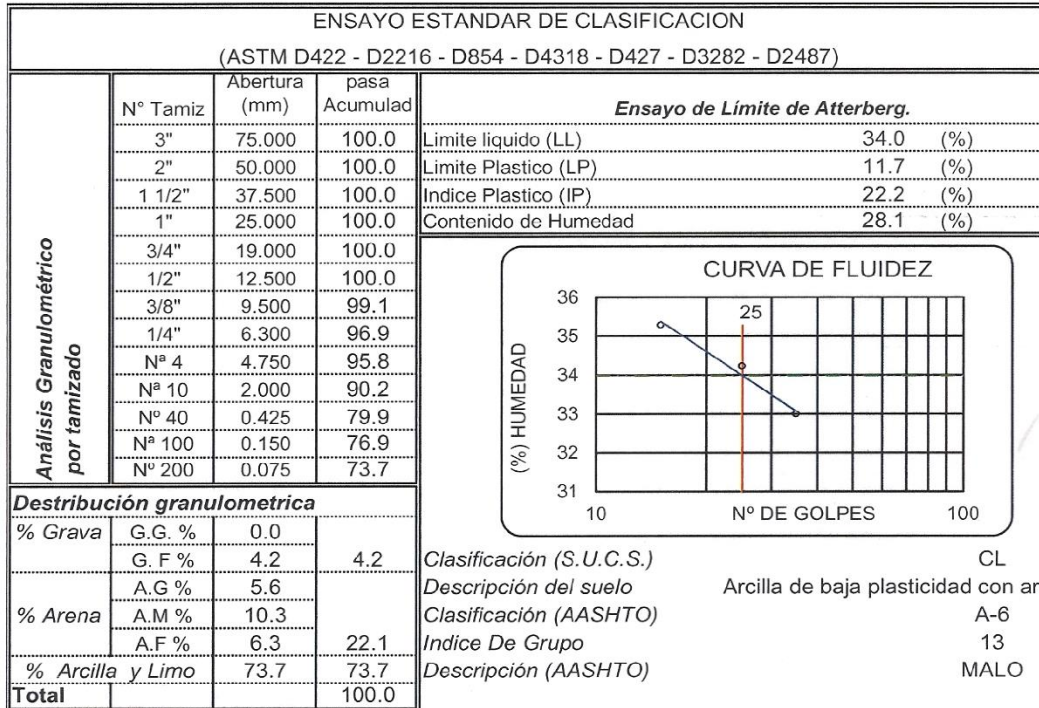 ENSAYO ESTANDAR DE CLASIFICACION
(ASTM D422 - D2216 - D854 - D4318 - D427 - D3282 - D2487)
Análisis Granulométrico
por tamizado
N° Tamiz Abertura (mm) pasa Acumulad
3" 75.000 100.0
2" 50.000 100.0
1 1/2" 37.500 100.0
1" 25.000 100.0
3/4" 19.000 100.0
1/2" 12.500 100.0
3/8" 9.500 99.1
1/4" 6.300 96.9
Nª 4 4.750 95.8
Nª 10 2.000 90.2
Nº 40 0.425 79.9
Nª 100 0.150 76.9
Nº 200 0.075 73.7
Destribución granulometrica
% Grava G.G. % 0.0
G. F % 4.2 4.2
A.G % 5.6
% Arena A.M % 10.3
A.F % 6.3 22.1
% Arcilla y Limo 73.7 73.7
Total 100.0
Ensayo de Límite de Atterberg.
Limite liquido (LL) 34.0 (%)
Limite Plastico (LP) 11.7 (%)
Indice Plastico (IP) 22.2 (%)
Contenido de Humedad 28.1 (%)
CURVA DE FLUIDEZ
(%) HUMEDAD
36
35
34
33
32
31
25
10 Nº DE GOLPES 100
Clasificación (S.U.C.S.) CL
Descripción del suelo Arcilla de baja plasticidad con ar
Clasificación (AASHTO) A-6
Indice De Grupo 13
Descripción (AASHTO) MALO